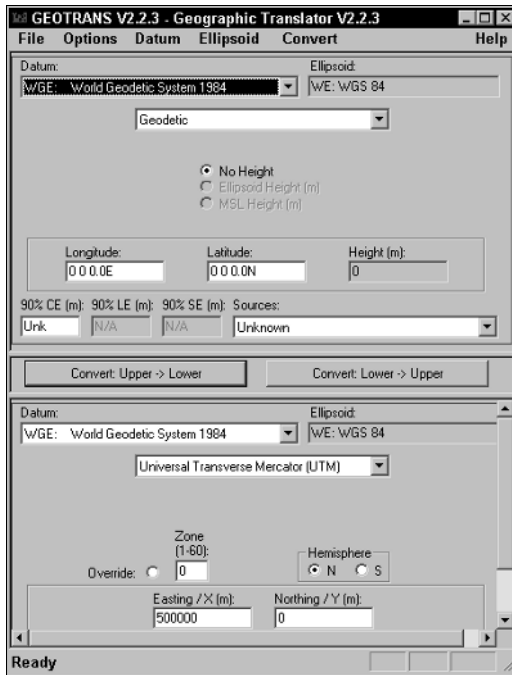 GEOTRANS V2.2.3 - Geographic Translator V2.2.3
File Options Datum Ellipsoid Convert Help
Datum: Ellipsoid:
WGE: World Geodetic System 1984 WE: WGS 84
Geodetic
No Height
Ellipsoid Height (m)
MSL Height (m)
Longitude: Latitude: Height (m):
0 0 0.0E 0 0 0.0N 0
90% CE (m): 90% LE (m): 90% SE (m): Sources:
Unk N/A N/A Unknown
Convert: Upper -> Lower Convert: Lower -> Upper
Datum: Ellipsoid:
WGE: World Geodetic System 1984 WE: WGS 84
Universal Transverse Mercator (UTM)
Zone
(1-60): Hemisphere
Override: 0 N S
Easting / X (m): Northing / Y (m):
500000 0
Ready